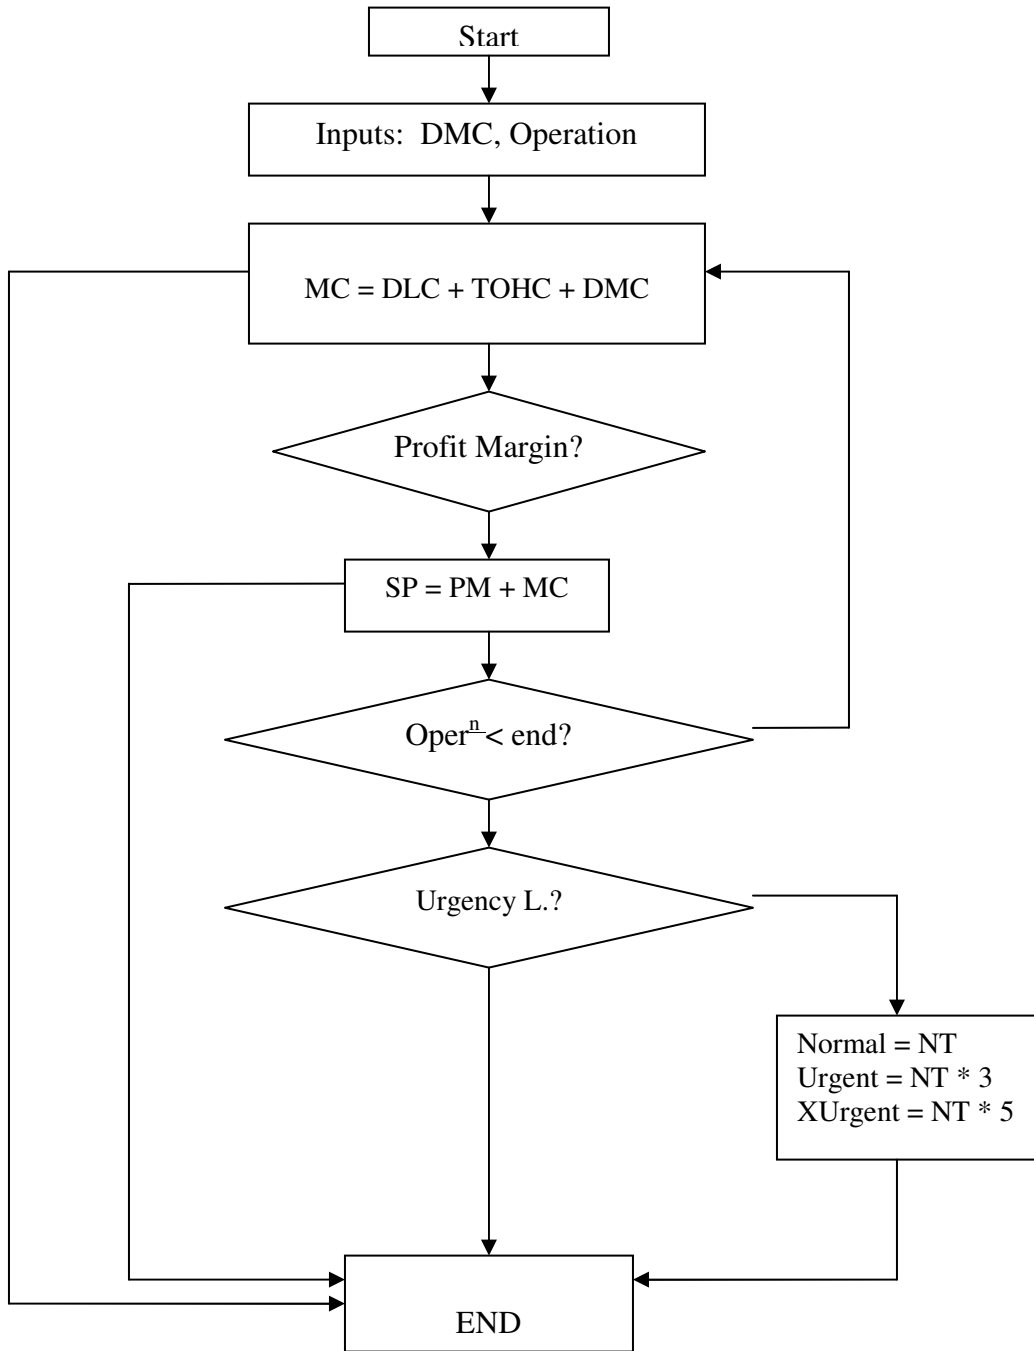 Start
Inputs: DMC, Operation
MC = DLC + TOHC + DMC
Profit Margin?
SP = PM + MC
Operⁿ < end?
Urgency L.?
Normal = NT
Urgent = NT * 3
XUrgent = NT * 5
END